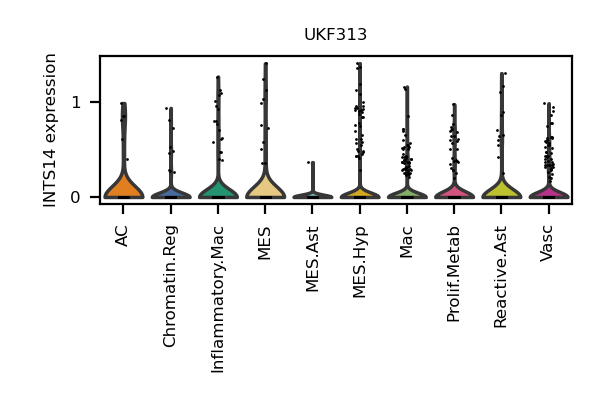 UKF313
INTS14 expression
1
0
AC
Chromatin.Reg
Inflammatory.Mac
MES
MES.Ast
MES.Hyp
Mac
Prolif.Metab
Reactive.Ast
Vasc